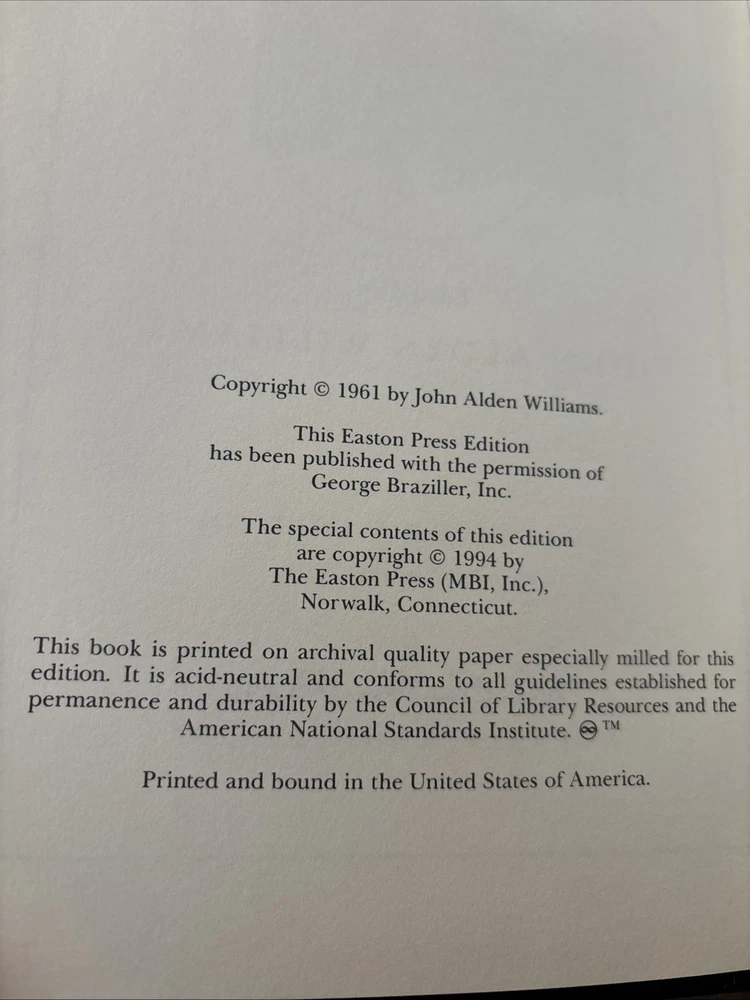 Copyright © 1961 by John Alden Williams.
This Easton Press Edition
has been published with the permission of
George Braziller, Inc.
The special contents of this edition
are copyright © 1994 by
The Easton Press (MBI, Inc.),
Norwalk, Connecticut.
This book is printed on archival quality paper especially milled for this
edition. It is acid-neutral and conforms to all guidelines established for
permanence and durability by the Council of Library Resources and the
American National Standards Institute. ♾ ™
Printed and bound in the United States of America.